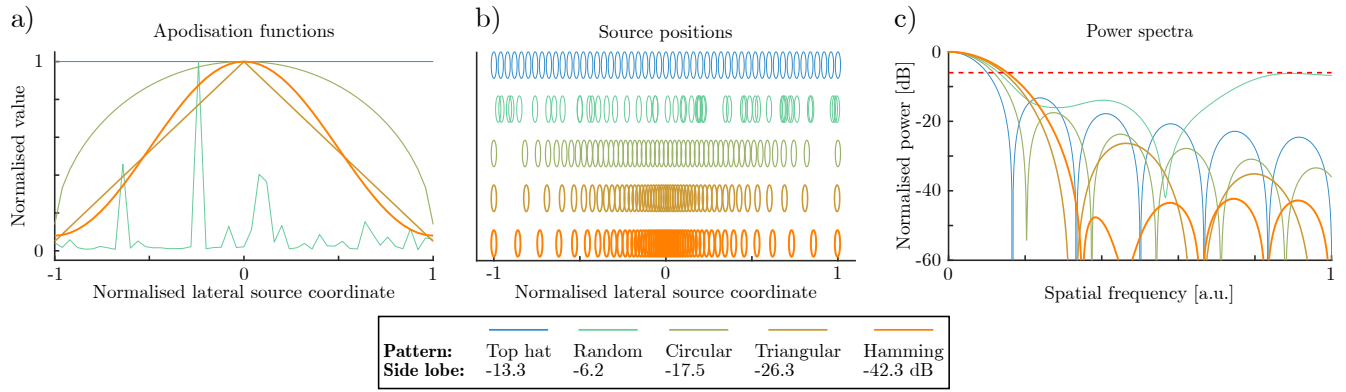 a)
Apodisation functions
Normalised value
1
0
-1
0
1
Normalised lateral source coordinate
b)
Source positions
-1
0
1
Normalised lateral source coordinate
c)
Power spectra
Normalised power [dB]
0
-20
-40
-60
0
1
Spatial frequency [a.u.]
Pattern: Top hat Random Circular Triangular Hamming
Side lobe: -13.3 -6.2 -17.5 -26.3 -42.3 dB